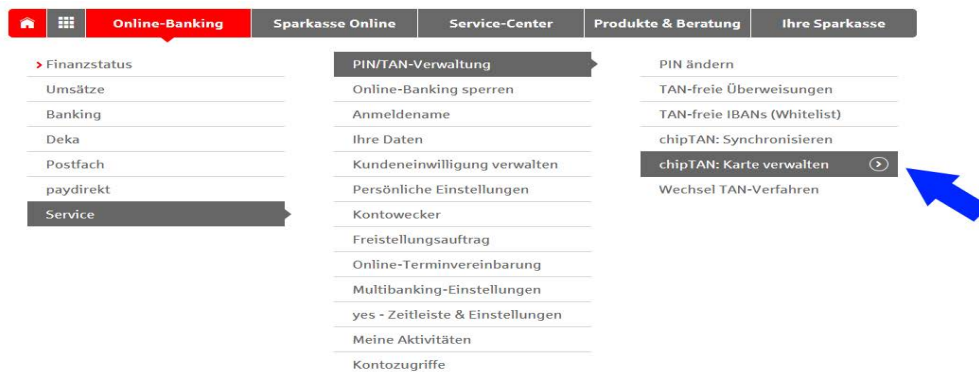 Online-Banking Sparkasse Online Service-Center Produkte & Beratung Ihre Sparkasse
Finanzstatus
Umsätze
Banking
Deka
Postfach
paydirekt
Service
PIN/TAN-Verwaltung
Online-Banking sperren
Anmeldename
Ihre Daten
Kundeneinwilligung verwalten
Persönliche Einstellungen
Kontowecker
Freistellungsauftrag
Online-Terminvereinbarung
Multibanking-Einstellungen
yes - Zeitleiste & Einstellungen
Meine Aktivitäten
Kontozugriffe
PIN ändern
TAN-freie Überweisungen
TAN-freie IBANs (Whitelist)
chipTAN: Synchronisieren
chipTAN: Karte verwalten
Wechsel TAN-Verfahren